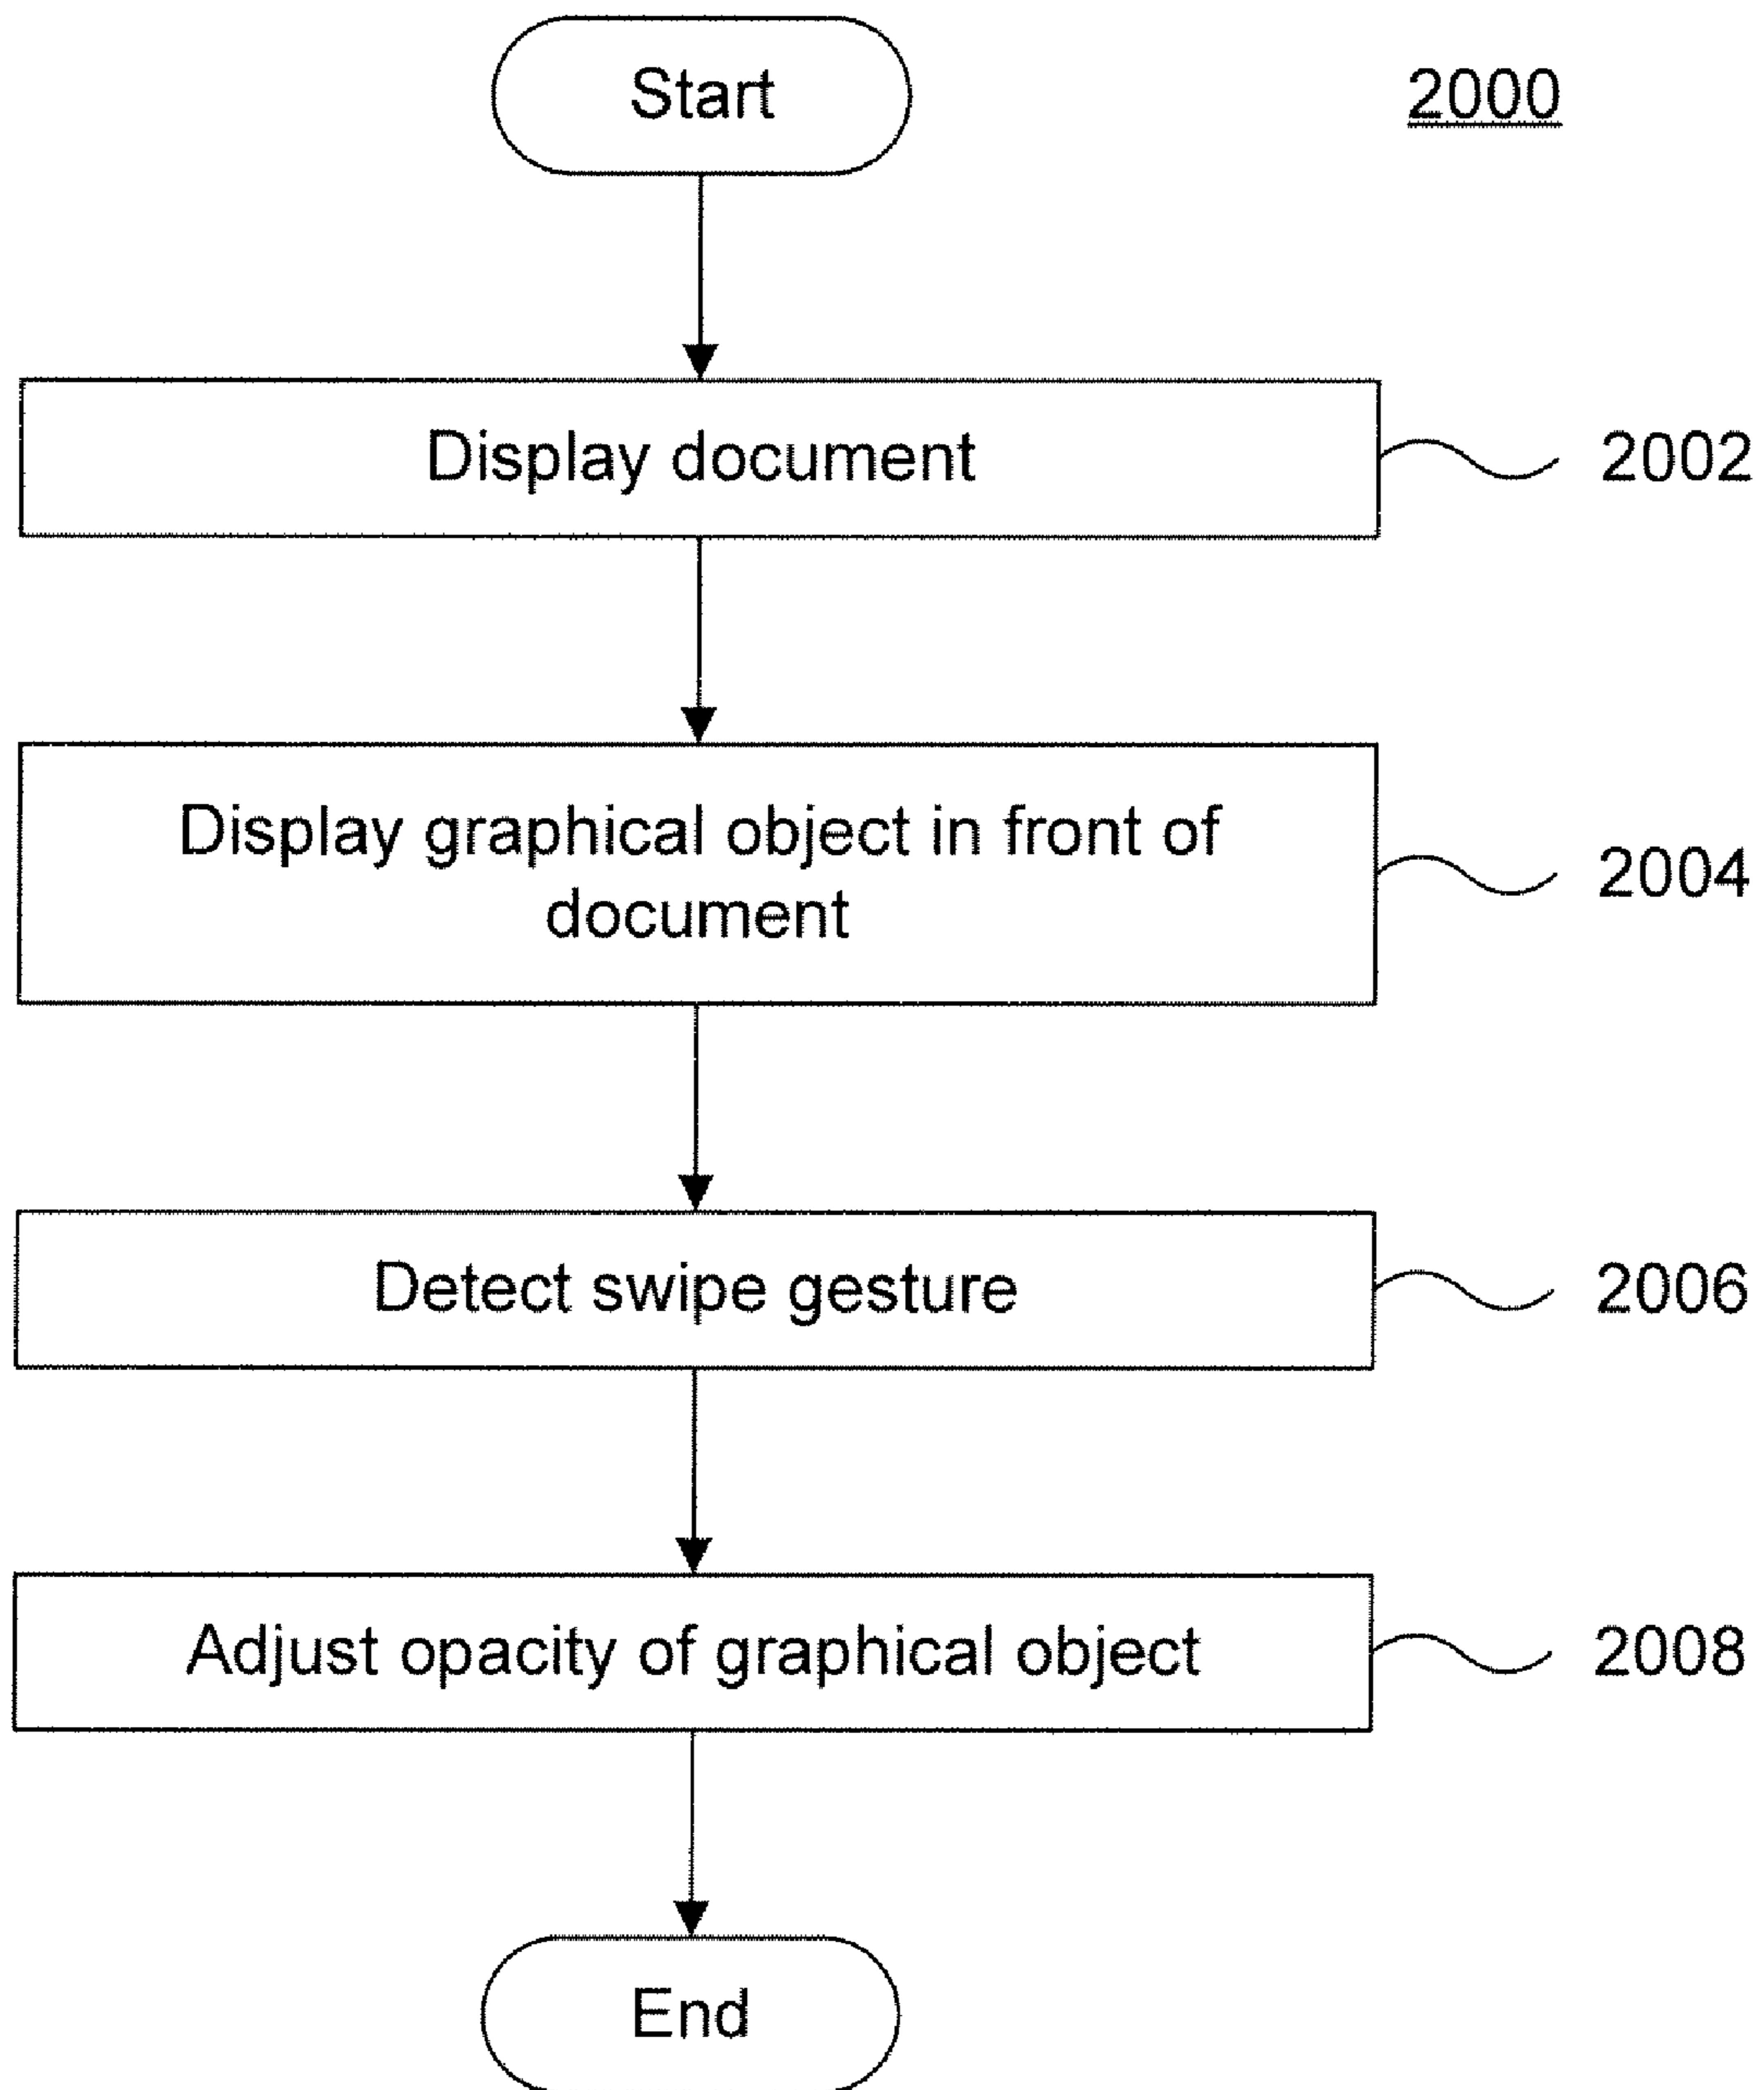 Start
2000
Display document
2002
Display graphical object in front of
document
2004
Detect swipe gesture
2006
Adjust opacity of graphical object
2008
End